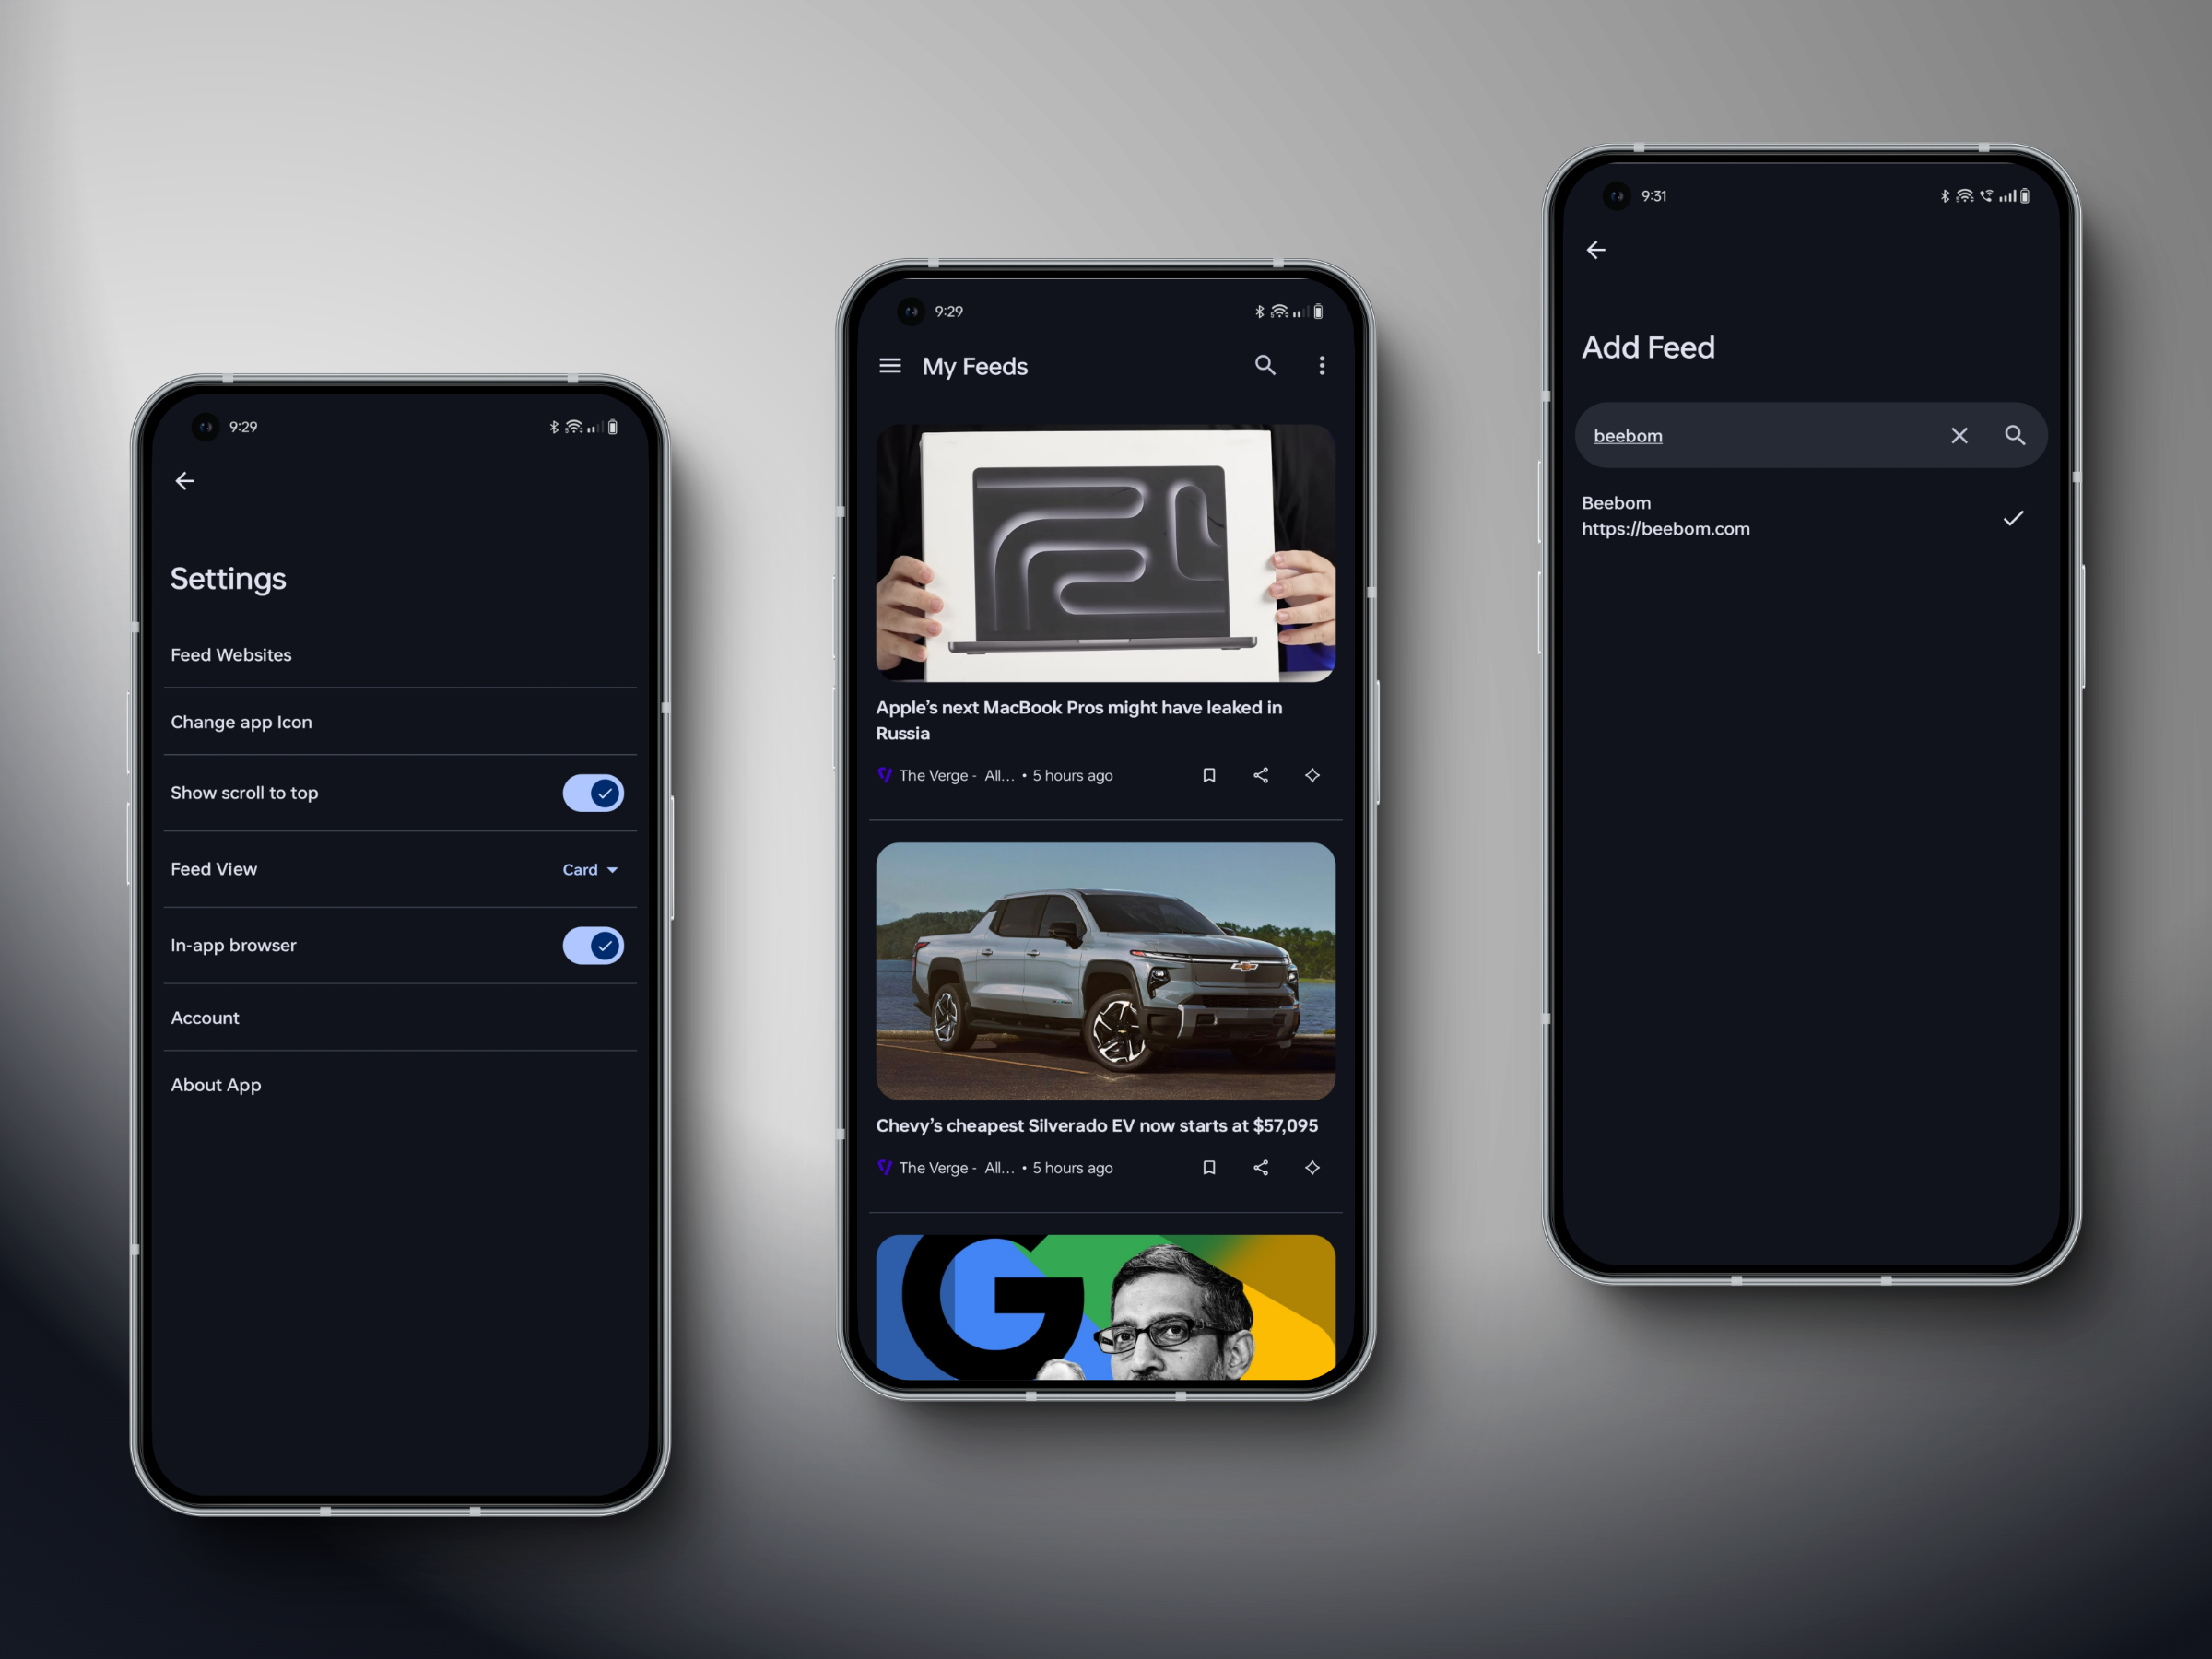 9:29
Settings
Feed Websites
Change app Icon
Show scroll to top
Feed View
Card
In-app browser
Account
About App
9:29
My Feeds
Apple’s next MacBook Pros might have leaked in
Russia
The Verge - All... • 5 hours ago
Chevy’s cheapest Silverado EV now starts at $57,095
The Verge - All... • 5 hours ago
9:31
Add Feed
beebom
Beebom
https://beebom.com